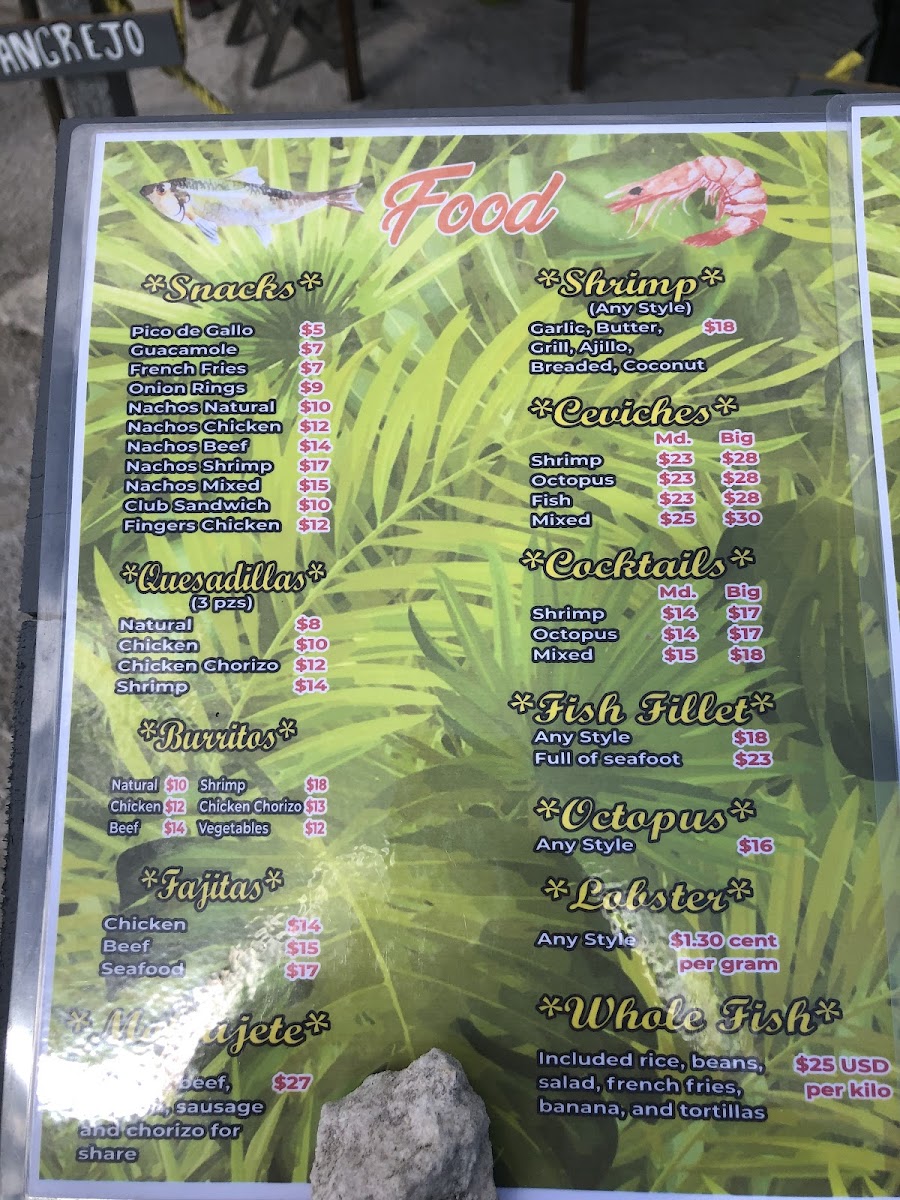 ANGREJO
Food
*Snacks*
Pico de Gallo $5
Guacamole $7
French Fries $7
Onion Rings $9
Nachos Natural $10
Nachos Chicken $12
Nachos Beef $14
Nachos Shrimp $17
Nachos Mixed $15
Club Sandwich $10
Fingers Chicken $12
*Quesadillas*
(3 pzs)
Natural $8
Chicken $10
Chicken Chorizo $12
Shrimp $14
*Burritos*
Natural $10 Shrimp $18
Chicken $12 Chicken Chorizo $13
Beef $14 Vegetables $12
*Fajitas*
Chicken $14
Beef $15
Seafood $17
beef, $27
sausage
and chorizo for
share
*Shrimp*
(Any Style)
Garlic, Butter, $18
Grill, Ajillo,
Breaded, Coconut
*Ceviches*
Md. Big
Shrimp $23 $28
Octopus $23 $28
Fish $23 $28
Mixed $25 $30
*Cocktails*
Md. Big
Shrimp $14 $17
Octopus $14 $17
Mixed $15 $18
*Fish Fillet*
Any Style $18
Full of seafoot $23
*Octopus*
Any Style $16
*Lobster*
Any Style $1.30 cent
per gram
*Whole Fish*
Included rice, beans, $25 USD
salad, french fries, per kilo
banana, and tortillas